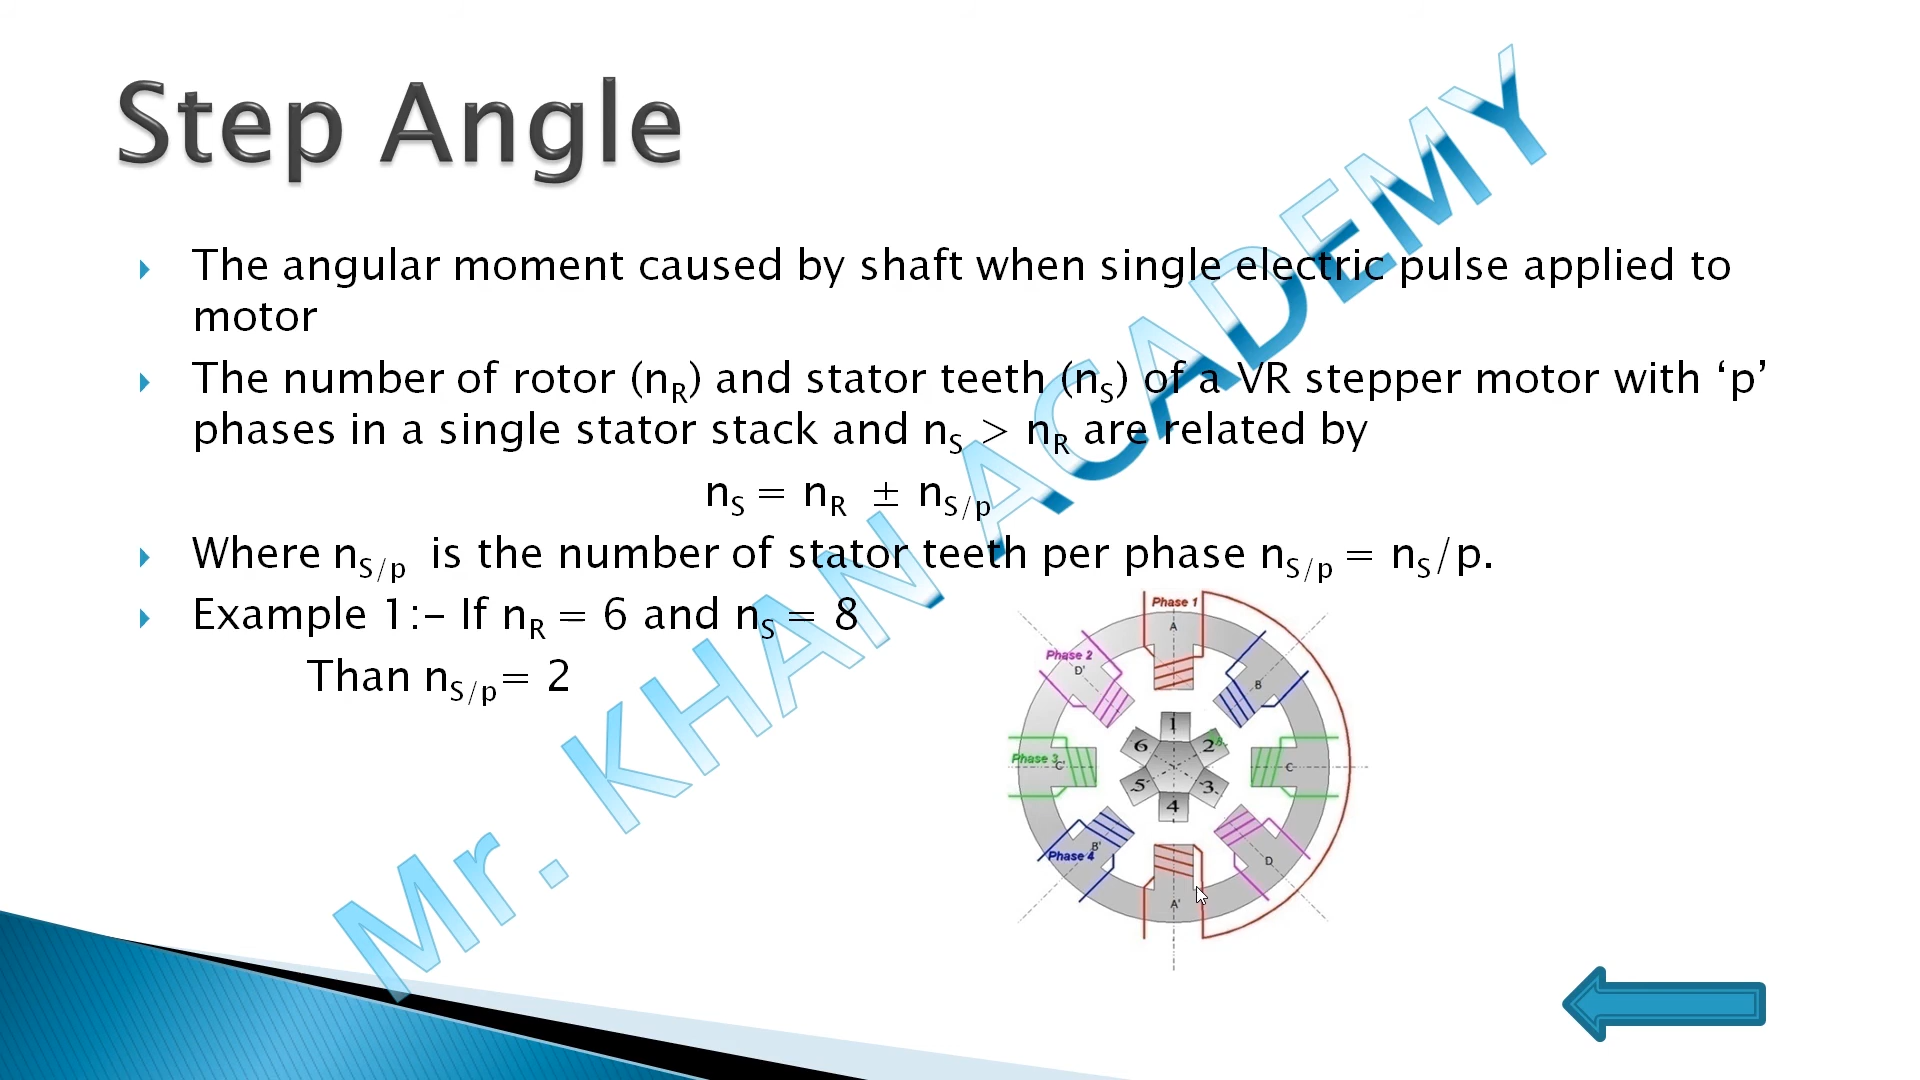 Step Angle
The angular moment caused by shaft when single electric pulse applied to
motor
The number of rotor (nR) and stator teeth (nS) of a VR stepper motor with ‘p’
phases in a single stator stack and nS > nR are related by
nS = nR ± nS/p
Where nS/p is the number of stator teeth per phase nS/p = nS/p.
Example 1:- If nR = 6 and nS = 8
Than nS/p= 2
Mr. KHAN ACADEMY
Phase 1
A
Phase 2
D'
B
1
6
2
Phase 3
C'
C
5
3
4
B'
Phase 4
D
A'